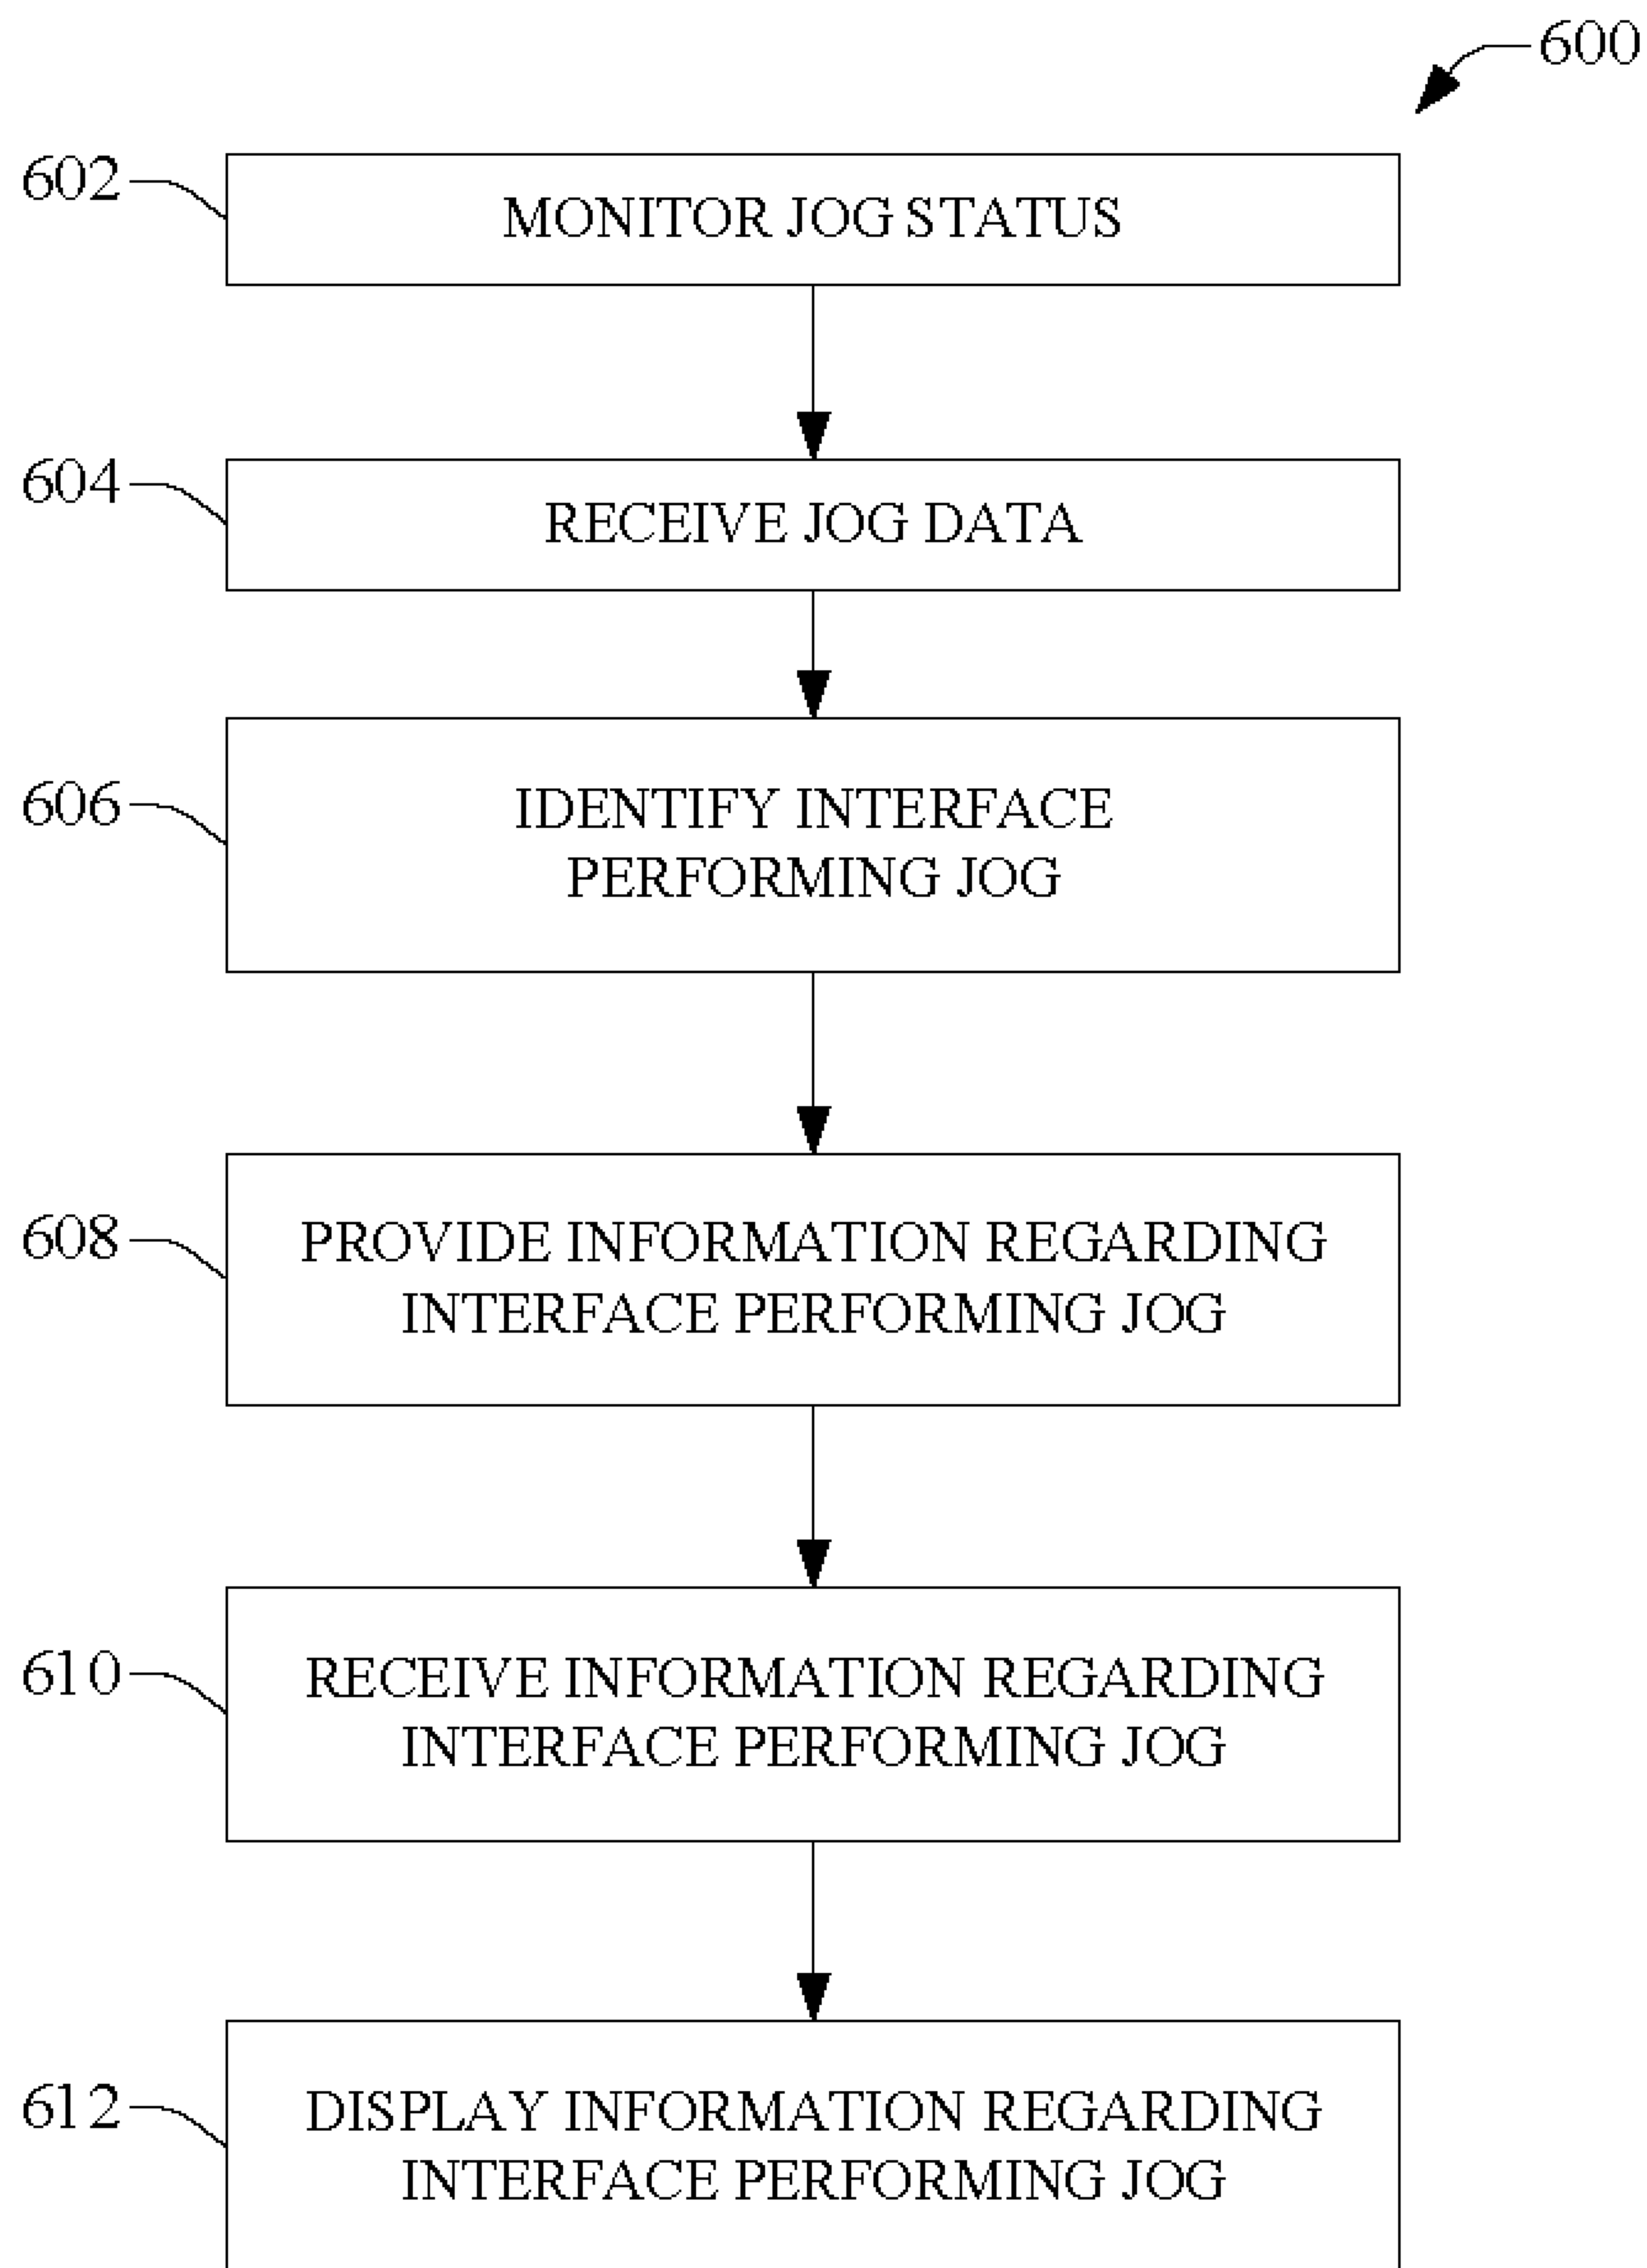 600
602
MONITOR JOG STATUS
604
RECEIVE JOG DATA
606
IDENTIFY INTERFACE
PERFORMING JOG
608
PROVIDE INFORMATION REGARDING
INTERFACE PERFORMING JOG
610
RECEIVE INFORMATION REGARDING
INTERFACE PERFORMING JOG
612
DISPLAY INFORMATION REGARDING
INTERFACE PERFORMING JOG